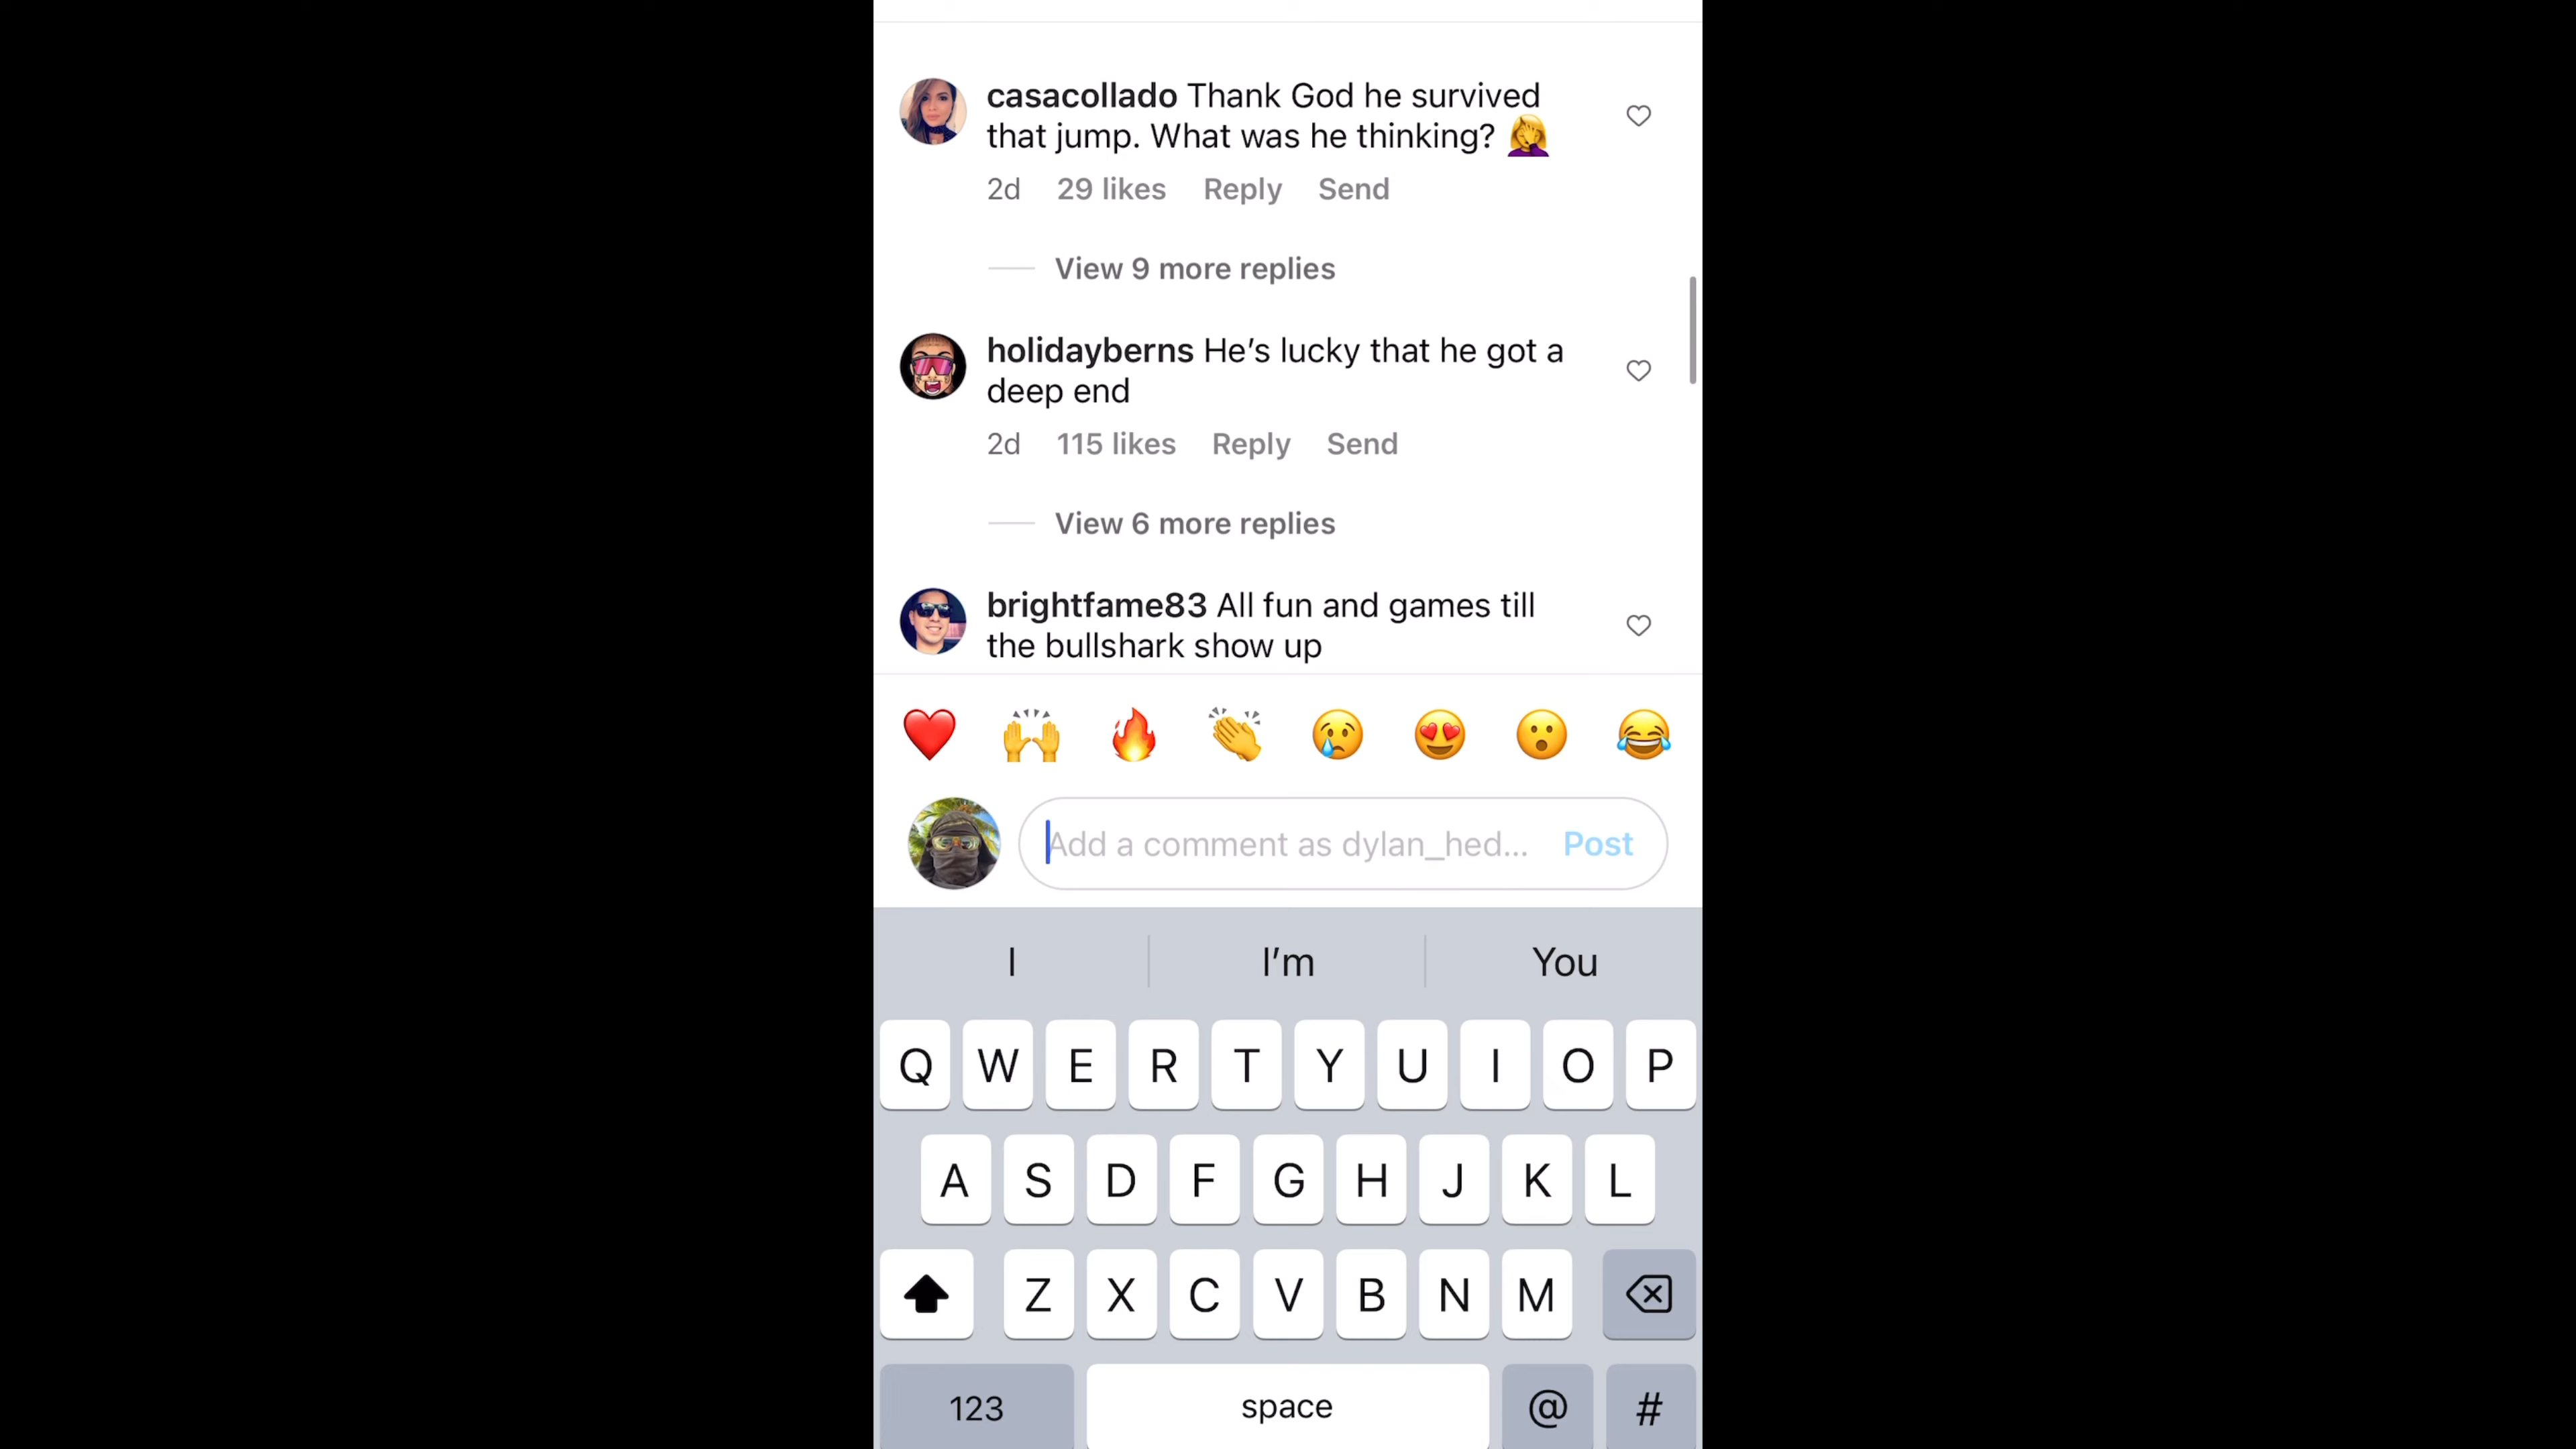 casacollado Thank God he survived
that jump. What was he thinking? 🤦‍♀️
2d 29 likes Reply Send
View 9 more replies
holidayberns He's lucky that he got a
deep end
2d 115 likes Reply Send
View 6 more replies
brightfame83 All fun and games till
the bullshark show up
❤️ 🙌 🔥 👏 😢 😍 😮 😂
Add a comment as dylan_hed... Post
I I'm You
Q W E R T Y U I O P
A S D F G H J K L
Z X C V B N M
123 space @ #